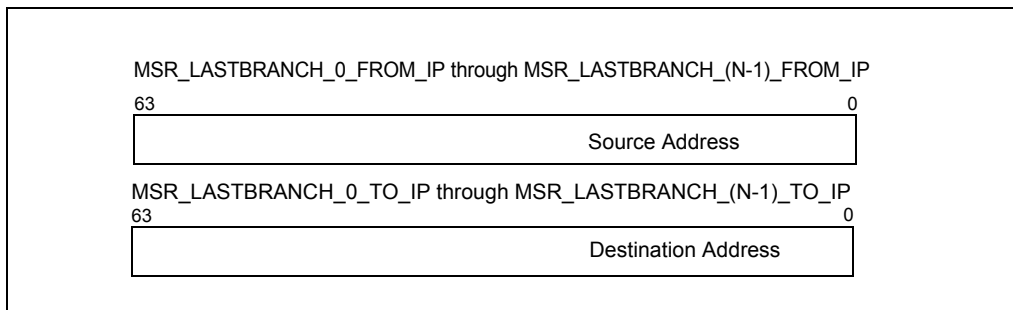 MSR_LASTBRANCH_0_FROM_IP through MSR_LASTBRANCH_(N-1)_FROM_IP
63 0
Source Address
MSR_LASTBRANCH_0_TO_IP through MSR_LASTBRANCH_(N-1)_TO_IP
63 0
Destination Address